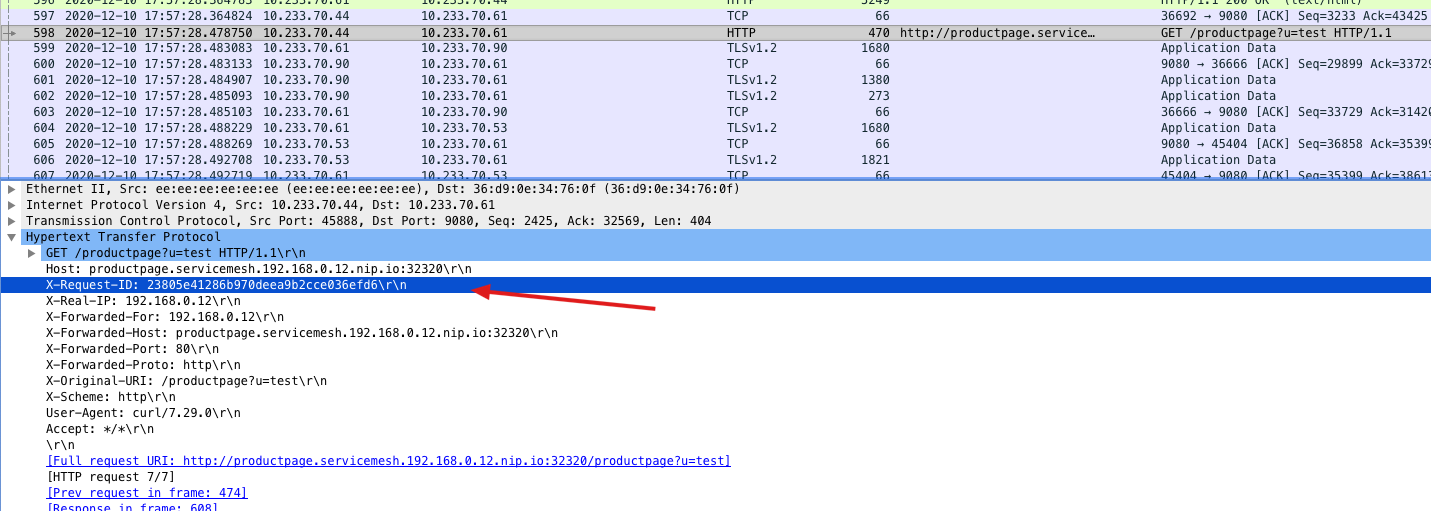 596 2020-12-10 17:57:28.364783 10.233.70.61 10.233.70.44 HTTP 5249 HTTP/1.1 200 OK (text/html)
597 2020-12-10 17:57:28.364824 10.233.70.44 10.233.70.61 TCP 66 36692 → 9080 [ACK] Seq=3233 Ack=43425
598 2020-12-10 17:57:28.478750 10.233.70.44 10.233.70.61 HTTP 470 http://productpage.service… GET /productpage?u=test HTTP/1.1
599 2020-12-10 17:57:28.483083 10.233.70.61 10.233.70.90 TLSv1.2 1680 Application Data
600 2020-12-10 17:57:28.483133 10.233.70.90 10.233.70.61 TCP 66 9080 → 36666 [ACK] Seq=29899 Ack=33729
601 2020-12-10 17:57:28.484907 10.233.70.90 10.233.70.61 TLSv1.2 1380 Application Data
602 2020-12-10 17:57:28.485093 10.233.70.90 10.233.70.61 TLSv1.2 273 Application Data
603 2020-12-10 17:57:28.485103 10.233.70.61 10.233.70.90 TCP 66 36666 → 9080 [ACK] Seq=33729 Ack=31420
604 2020-12-10 17:57:28.488229 10.233.70.61 10.233.70.53 TLSv1.2 1680 Application Data
605 2020-12-10 17:57:28.488269 10.233.70.53 10.233.70.61 TCP 66 9080 → 45404 [ACK] Seq=36858 Ack=35399
606 2020-12-10 17:57:28.492708 10.233.70.53 10.233.70.61 TLSv1.2 1821 Application Data
607 2020-12-10 17:57:28.492719 10.233.70.61 10.233.70.53 TCP 66 45404 → 9080 [ACK] Seq=35399 Ack=38613
Ethernet II, Src: ee:ee:ee:ee:ee:ee (ee:ee:ee:ee:ee:ee), Dst: 36:d9:0e:34:76:0f (36:d9:0e:34:76:0f)
Internet Protocol Version 4, Src: 10.233.70.44, Dst: 10.233.70.61
Transmission Control Protocol, Src Port: 45888, Dst Port: 9080, Seq: 2425, Ack: 32569, Len: 404
Hypertext Transfer Protocol
GET /productpage?u=test HTTP/1.1\r\n
Host: productpage.servicemesh.192.168.0.12.nip.io:32320\r\n
X-Request-ID: 23805e41286b970deea9b2cce036efd6\r\n
X-Real-IP: 192.168.0.12\r\n
X-Forwarded-For: 192.168.0.12\r\n
X-Forwarded-Host: productpage.servicemesh.192.168.0.12.nip.io:32320\r\n
X-Forwarded-Port: 80\r\n
X-Forwarded-Proto: http\r\n
X-Original-URI: /productpage?u=test\r\n
X-Scheme: http\r\n
User-Agent: curl/7.29.0\r\n
Accept: */*\r\n
\r\n
[Full request URI: http://productpage.servicemesh.192.168.0.12.nip.io:32320/productpage?u=test]
[HTTP request 7/7]
[Prev request in frame: 474]
[Response in frame: 608]